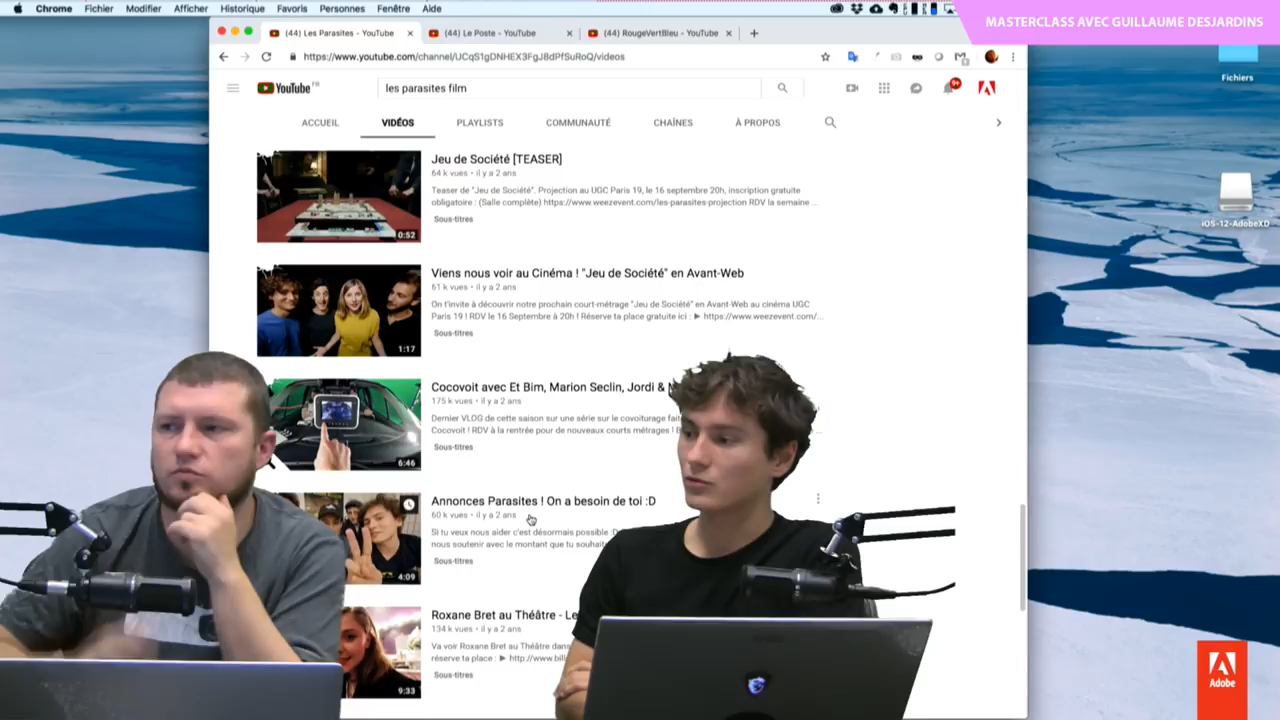 Chrome Fichier Modifier Afficher Historique Favoris Personnes Fenêtre Aide
MASTERCLASS AVEC GUILLAUME DESJARDINS
(44) Les Parasites - YouTube
(44) Le Poste - YouTube
(44) RougeVertBleu - YouTube
https://www.youtube.com/channel/UCqS1gDNHEX3FgJ8dPfSuRoQ/videos
Fichiers
YouTube FR
les parasites film
9+
ACCUEIL VIDÉOS PLAYLISTS COMMUNAUTÉ CHAÎNES À PROPOS
Jeu de Société [TEASER]
64 k vues • il y a 2 ans
Teaser de "Jeu de Société". Projection au UGC Paris 19, le 16 septembre 20h, inscription gratuite
obligatoire : (Salle complète) https://www.weezevent.com/les-parasites-projection RDV la semaine ...
Sous-titres
0:52
iOS-12-AdobeXD
Viens nous voir au Cinéma ! "Jeu de Société" en Avant-Web
61 k vues • il y a 2 ans
On t'invite à découvrir notre prochain court-métrage "Jeu de Société" en Avant-Web au cinéma UGC
Paris 19 ! RDV le 16 Septembre à 20h ! Réserve ta place gratuite ici : ► https://www.weezevent.com/...
Sous-titres
1:17
Cocovoit avec Et Bim, Marion Seclin, Jordi &
175 k vues • il y a 2 ans
Dernier VLOG de cette saison sur une série sur le covoiturage
Cocovoit ! RDV à la rentrée pour de nouveaux courts métrages !
Sous-titres
6:46
Annonces Parasites ! On a besoin de toi :D
60 k vues • il y a 2 ans
Si tu veux nous aider c'est désormais possible :D
nous soutenir avec le montant que tu
Sous-titres
4:09
Roxane Bret au Théâtre -
134 k vues • il y a 2 ans
Va voir Roxane Bret au Théâtre dans
réserve ta place : ►
Sous-titres
9:33
Adobe